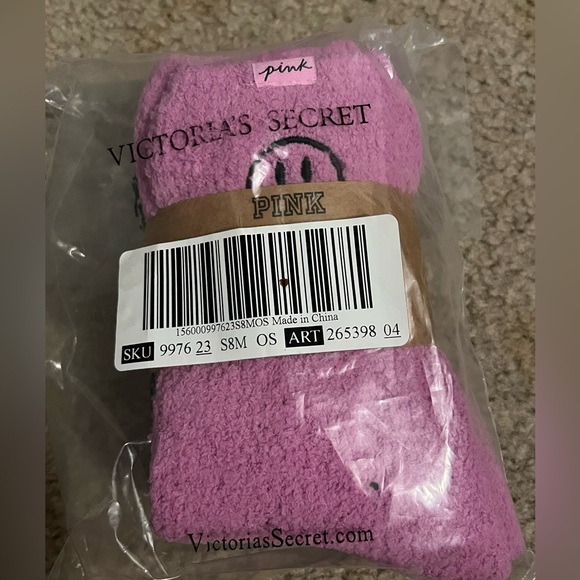 pink
VICTORIA'S SECRET
PINK
156000997623S8MOS Made in China
SKU 9976 23 S8M OS ART 265398 04
VictoriasSecret.com